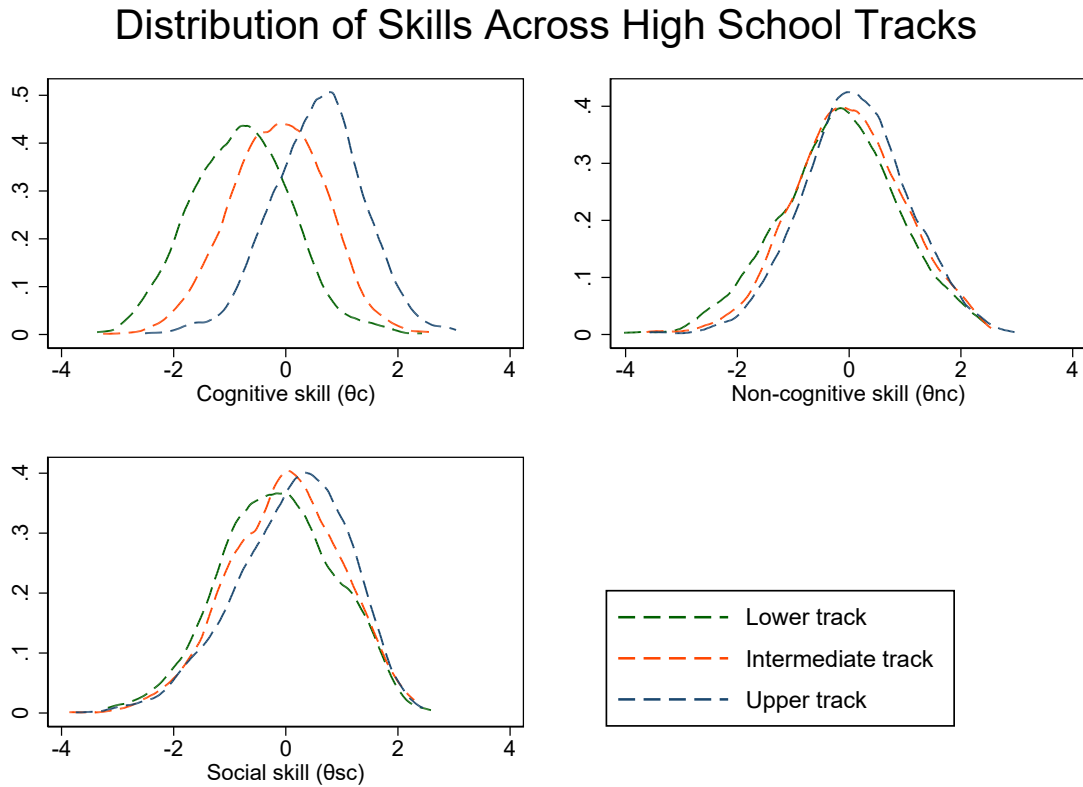 Distribution of Skills Across High School Tracks
.5
.4
.3
.2
.1
0
-4 -2 0 2 4
Cognitive skill (θc)
.4
.3
.2
.1
0
-4 -2 0 2 4
Non-cognitive skill (θnc)
.4
.3
.2
.1
0
-4 -2 0 2 4
Social skill (θsc)
Lower track
Intermediate track
Upper track